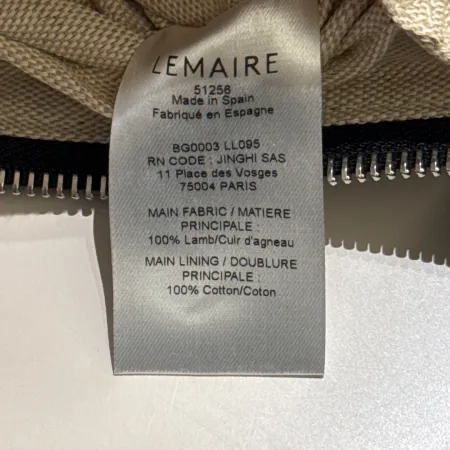 LEMAIRE
51256
Made in Spain
Fabriqué en Espagne
BG0003 LL095
RN CODE : JINGHI SAS
11 Place des Vosges
75004 PARIS
MAIN FABRIC / MATIERE
PRINCIPALE :
100% Lamb/Cuir d'agneau
MAIN LINING / DOUBLURE
PRINCIPALE :
100% Cotton/Coton